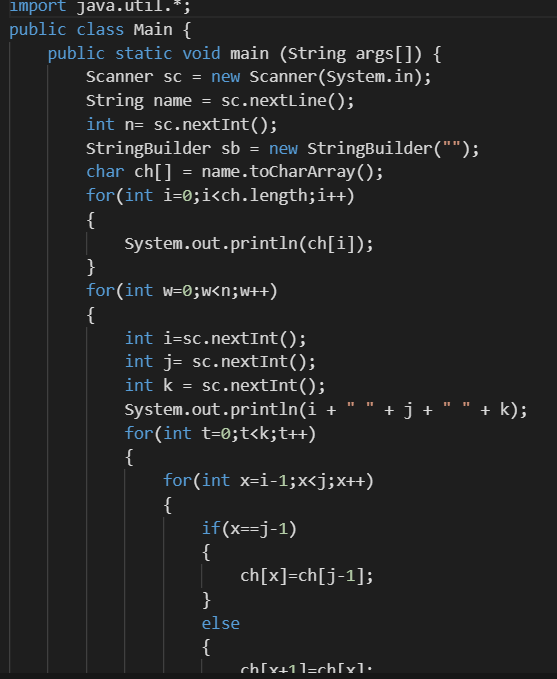 import java.util.*;
public class Main {
    public static void main (String args[]) {
        Scanner sc = new Scanner(System.in);
        String name = sc.nextLine();
        int n= sc.nextInt();
        StringBuilder sb = new StringBuilder("");
        char ch[] = name.toCharArray();
        for(int i=0;i<ch.length;i++)
        {
            System.out.println(ch[i]);
        }
        for(int w=0;w<n;w++)
        {
            int i=sc.nextInt();
            int j= sc.nextInt();
            int k = sc.nextInt();
            System.out.println(i + " " + j + " " + k);
            for(int t=0;t<k;t++)
            {
                for(int x=i-1;x<j;x++)
                {
                    if(x==j-1)
                    {
                        ch[x]=ch[j-1];
                    }
                    else
                    {
                        ch[x+1]=ch[x];